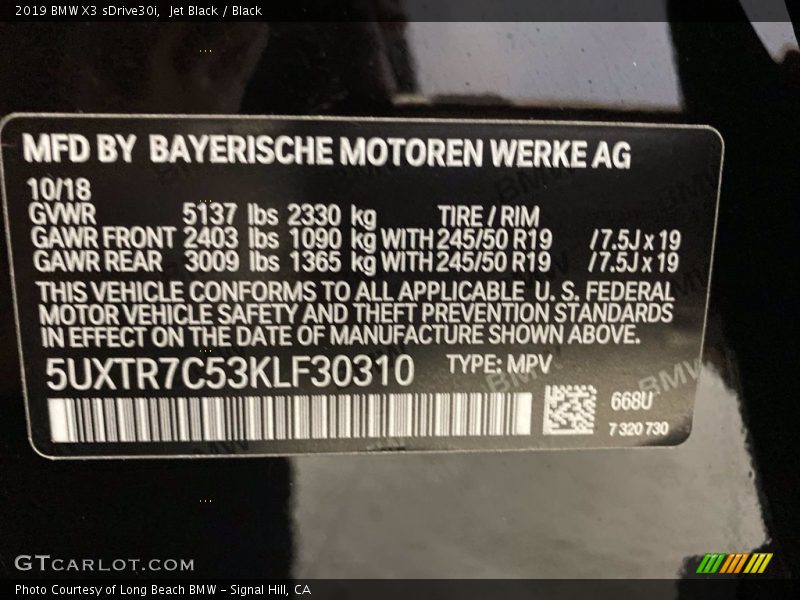 2019 BMW X3 sDrive30i,  Jet Black / Black
MFD BY BAYERISCHE MOTOREN WERKE AG
10/18
GVWR 5137 lbs 2330 kg TIRE / RIM
GAWR FRONT 2403 lbs 1090 kg WITH 245/50 R19 /7.5J x 19
GAWR REAR 3009 lbs 1365 kg WITH 245/50 R19 /7.5J x 19
THIS VEHICLE CONFORMS TO ALL APPLICABLE U. S. FEDERAL
MOTOR VEHICLE SAFETY AND THEFT PREVENTION STANDARDS
IN EFFECT ON THE DATE OF MANUFACTURE SHOWN ABOVE.
5UXTR7C53KLF30310 TYPE: MPV
668U
7 320 730
GTCARLOT.COM
Photo Courtesy of Long Beach BMW - Signal Hill, CA